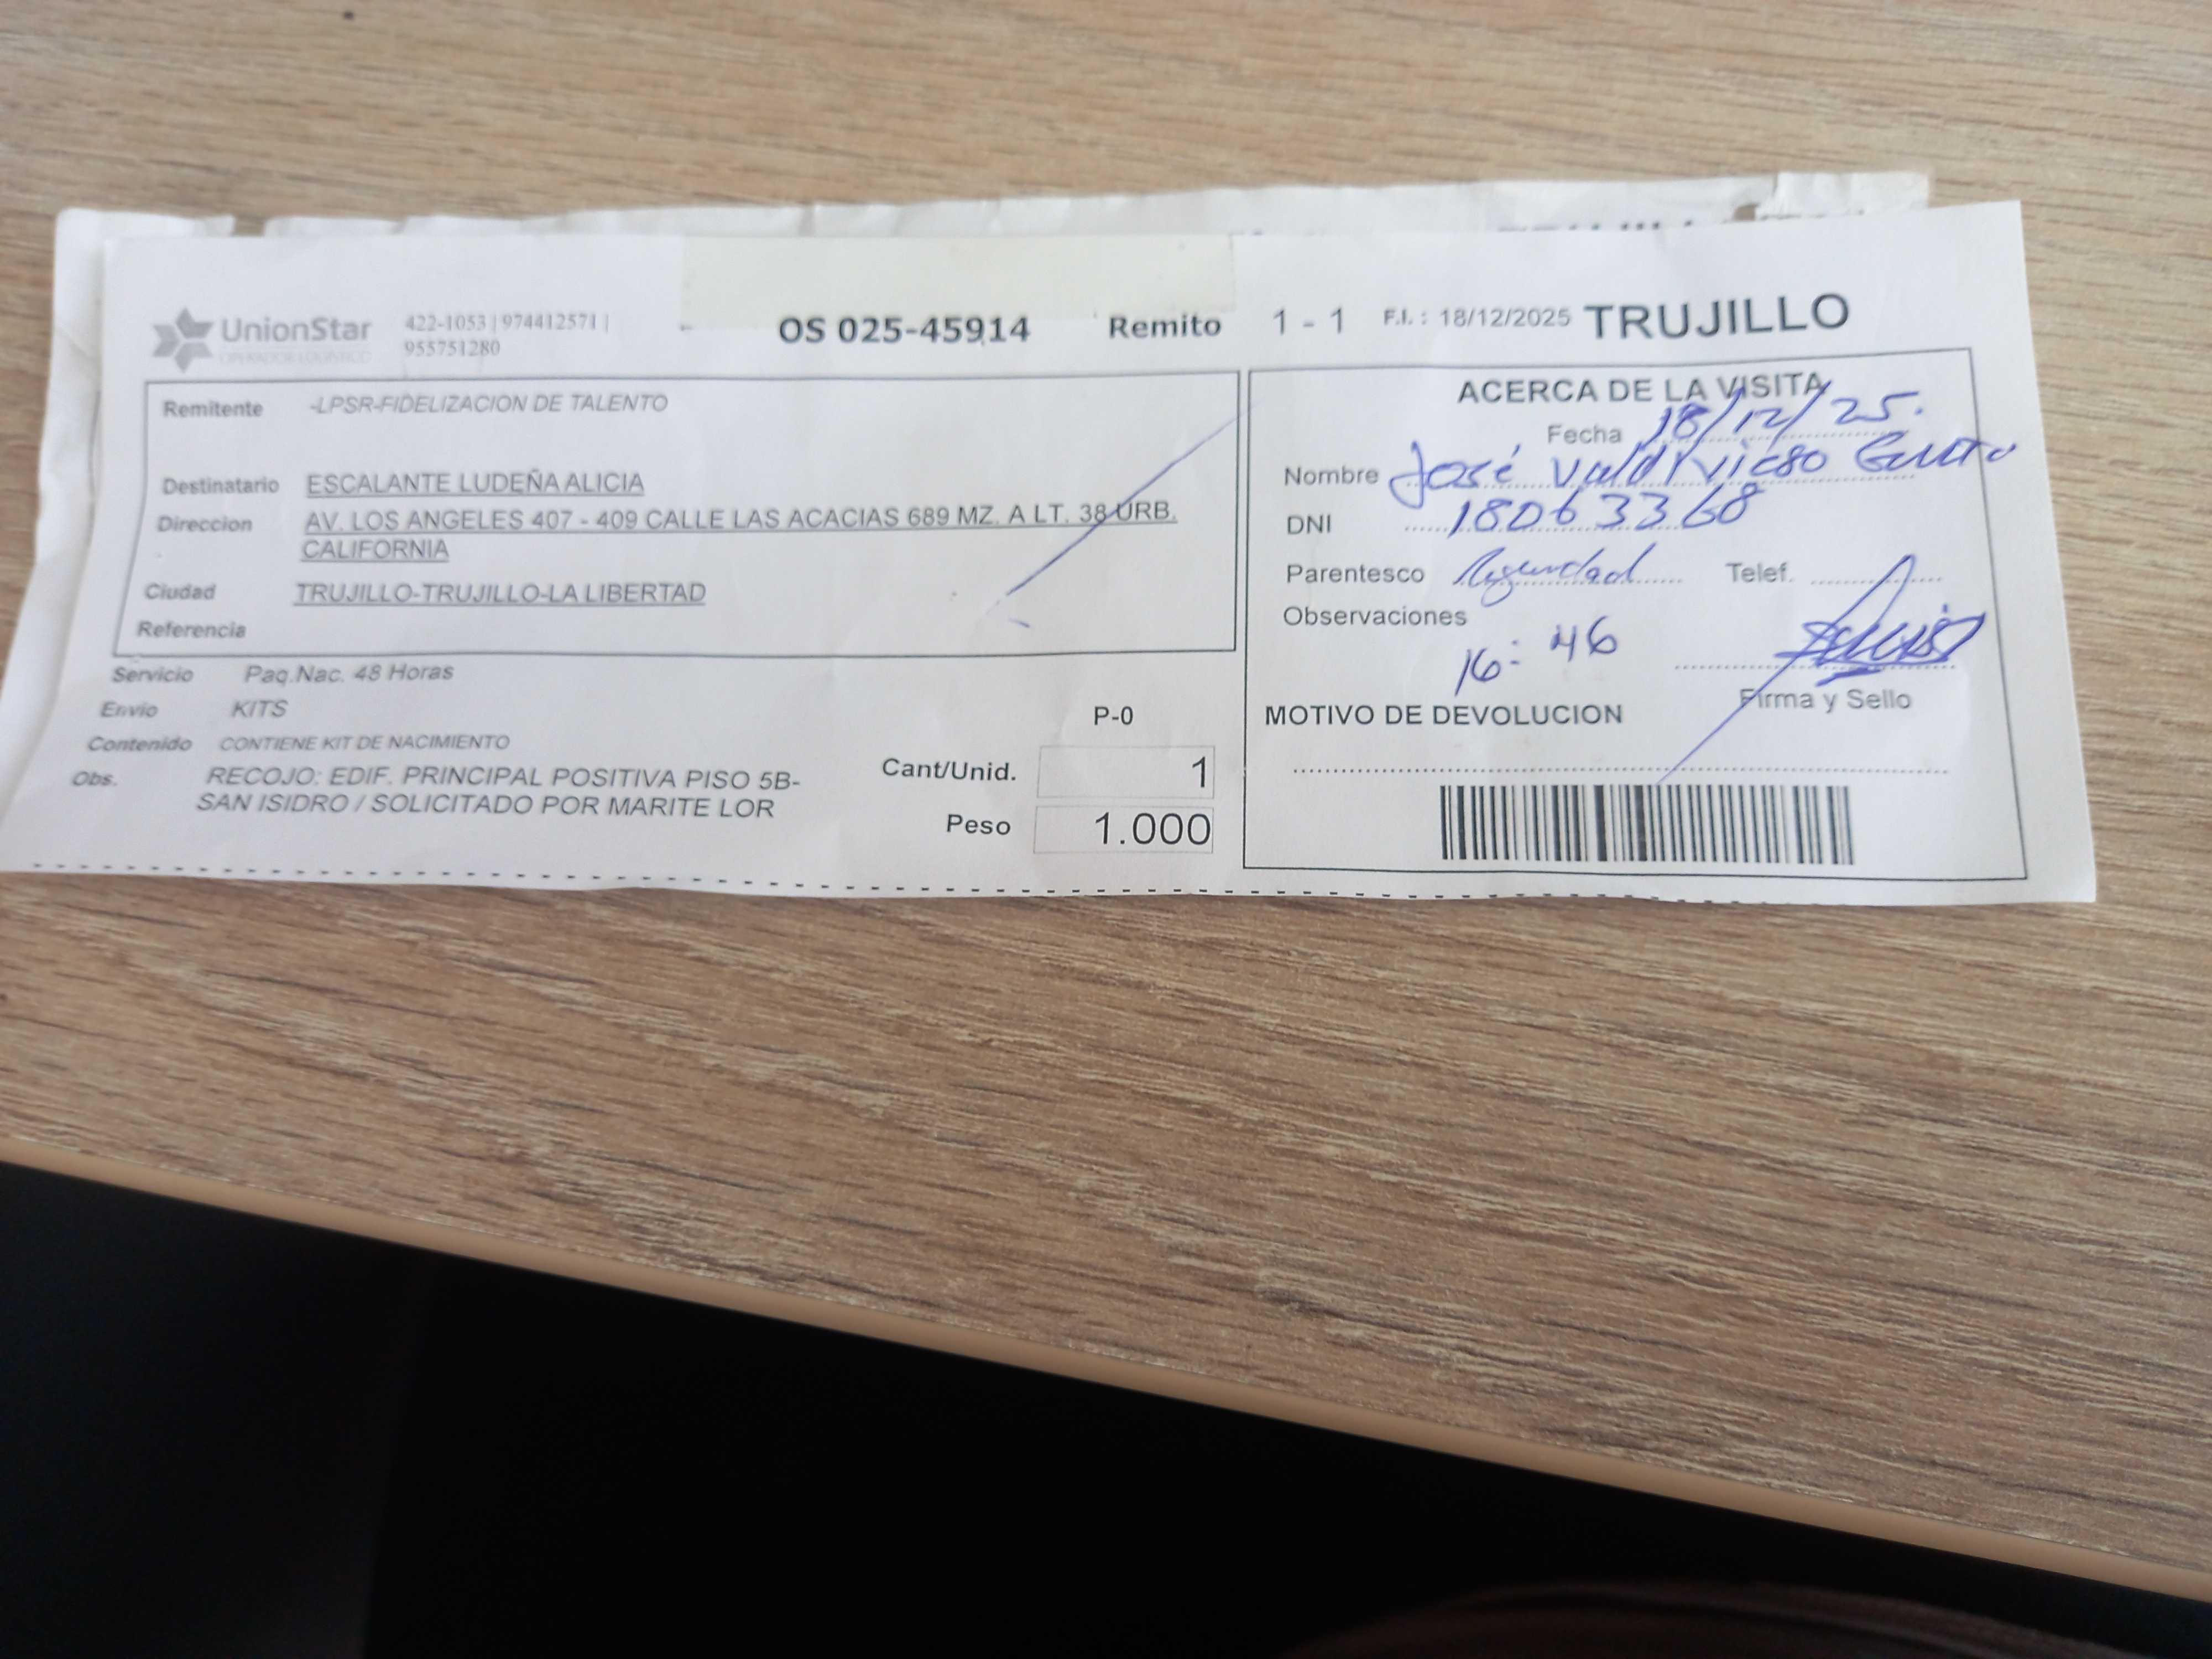 UnionStar
OPERADOR LOGISTICO
422-1053 | 974412571 |
955751280
OS 025-45914
Remito 1 - 1
F.I. : 18/12/2025
TRUJILLO
Remitente -LPSR-FIDELIZACION DE TALENTO
Destinatario ESCALANTE LUDEÑA ALICIA
Direccion AV. LOS ANGELES 407 - 409 CALLE LAS ACACIAS 689 MZ. A LT. 38 URB.
CALIFORNIA
Ciudad TRUJILLO-TRUJILLO-LA LIBERTAD
Referencia
Servicio Paq.Nac. 48 Horas
Envio KITS
Contenido CONTIENE KIT DE NACIMIENTO
Obs. RECOJO: EDIF. PRINCIPAL POSITIVA PISO 5B-
SAN ISIDRO / SOLICITADO POR MARITE LOR
P-0
Cant/Unid. 1
Peso 1.000
ACERCA DE LA VISITA
Fecha 18/12/25.
Nombre José Valdivieso
DNI 18063368
Parentesco Telef.
Observaciones
16:46
Firma y Sello
MOTIVO DE DEVOLUCION